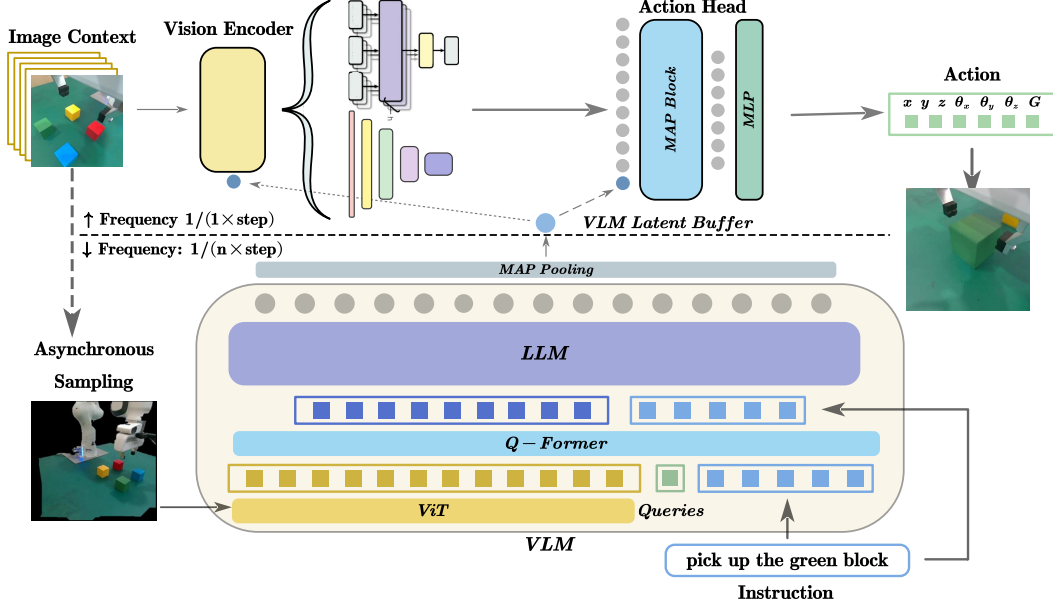 Action Head
Vision Encoder
Image Context
MAP Block
MLP
Action
x y z θx θy θz G
↑ Frequency 1/(1×step)
VLM Latent Buffer
↓ Frequency: 1/(n×step)
MAP Pooling
Asynchronous
Sampling
LLM
Q−Former
ViT
Queries
VLM
pick up the green block
Instruction